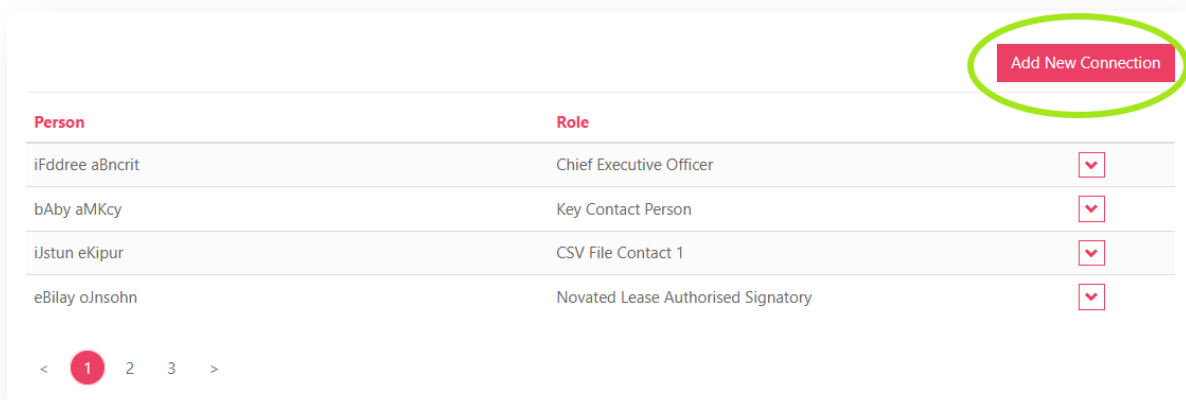 Add New Connection
Person Role
iFddree aBncrit Chief Executive Officer
bAby aMKcy Key Contact Person
iJstun eKipur CSV File Contact 1
eBilay oJnsohn Novated Lease Authorised Signatory
< 1 2 3 >